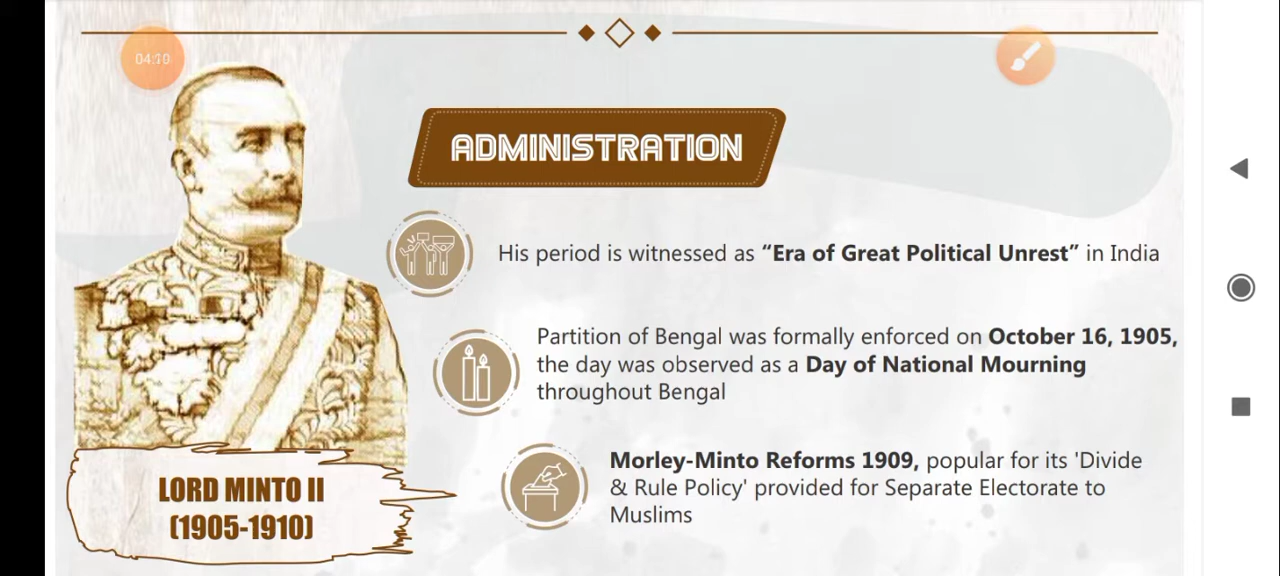 04:10
ADMINISTRATION
His period is witnessed as “Era of Great Political Unrest” in India
Partition of Bengal was formally enforced on October 16, 1905,
the day was observed as a Day of National Mourning
throughout Bengal
Morley-Minto Reforms 1909, popular for its 'Divide
& Rule Policy' provided for Separate Electorate to
Muslims
LORD MINTO II
(1905-1910)